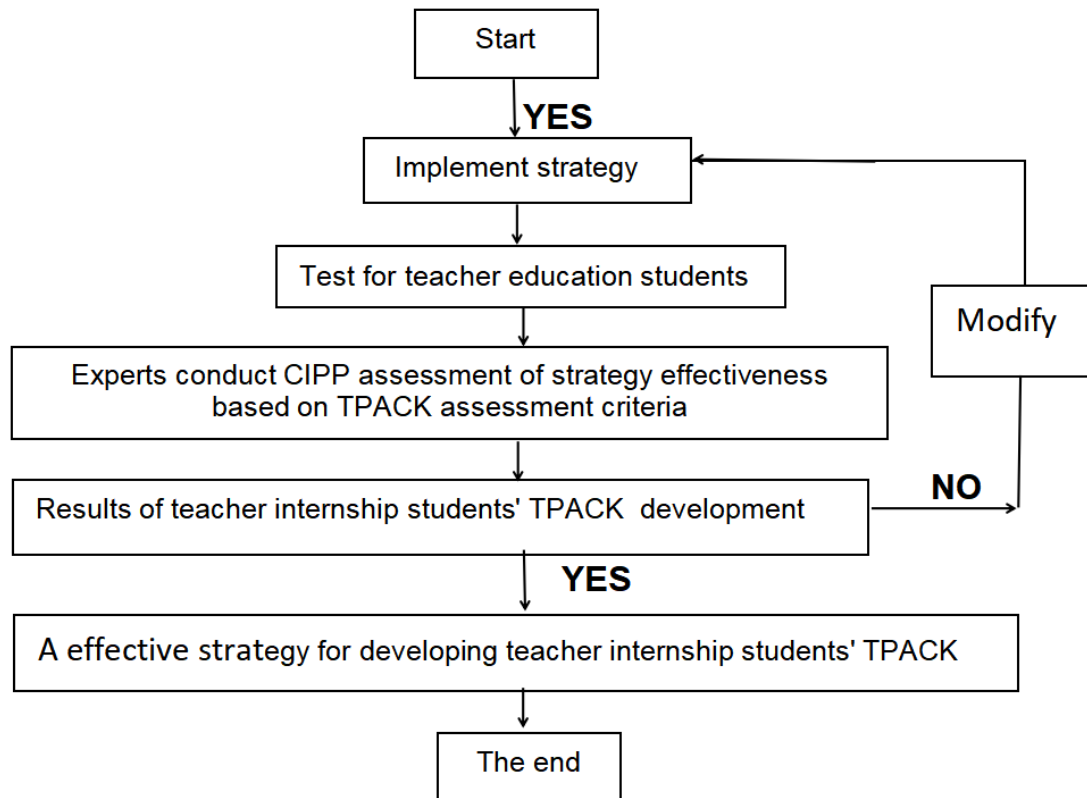 Start
YES
Implement strategy
Test for teacher education students
Modify
Experts conduct CIPP assessment of strategy effectiveness
based on TPACK assessment criteria
Results of teacher internship students' TPACK development
NO
YES
A effective strategy for developing teacher internship students' TPACK
The end